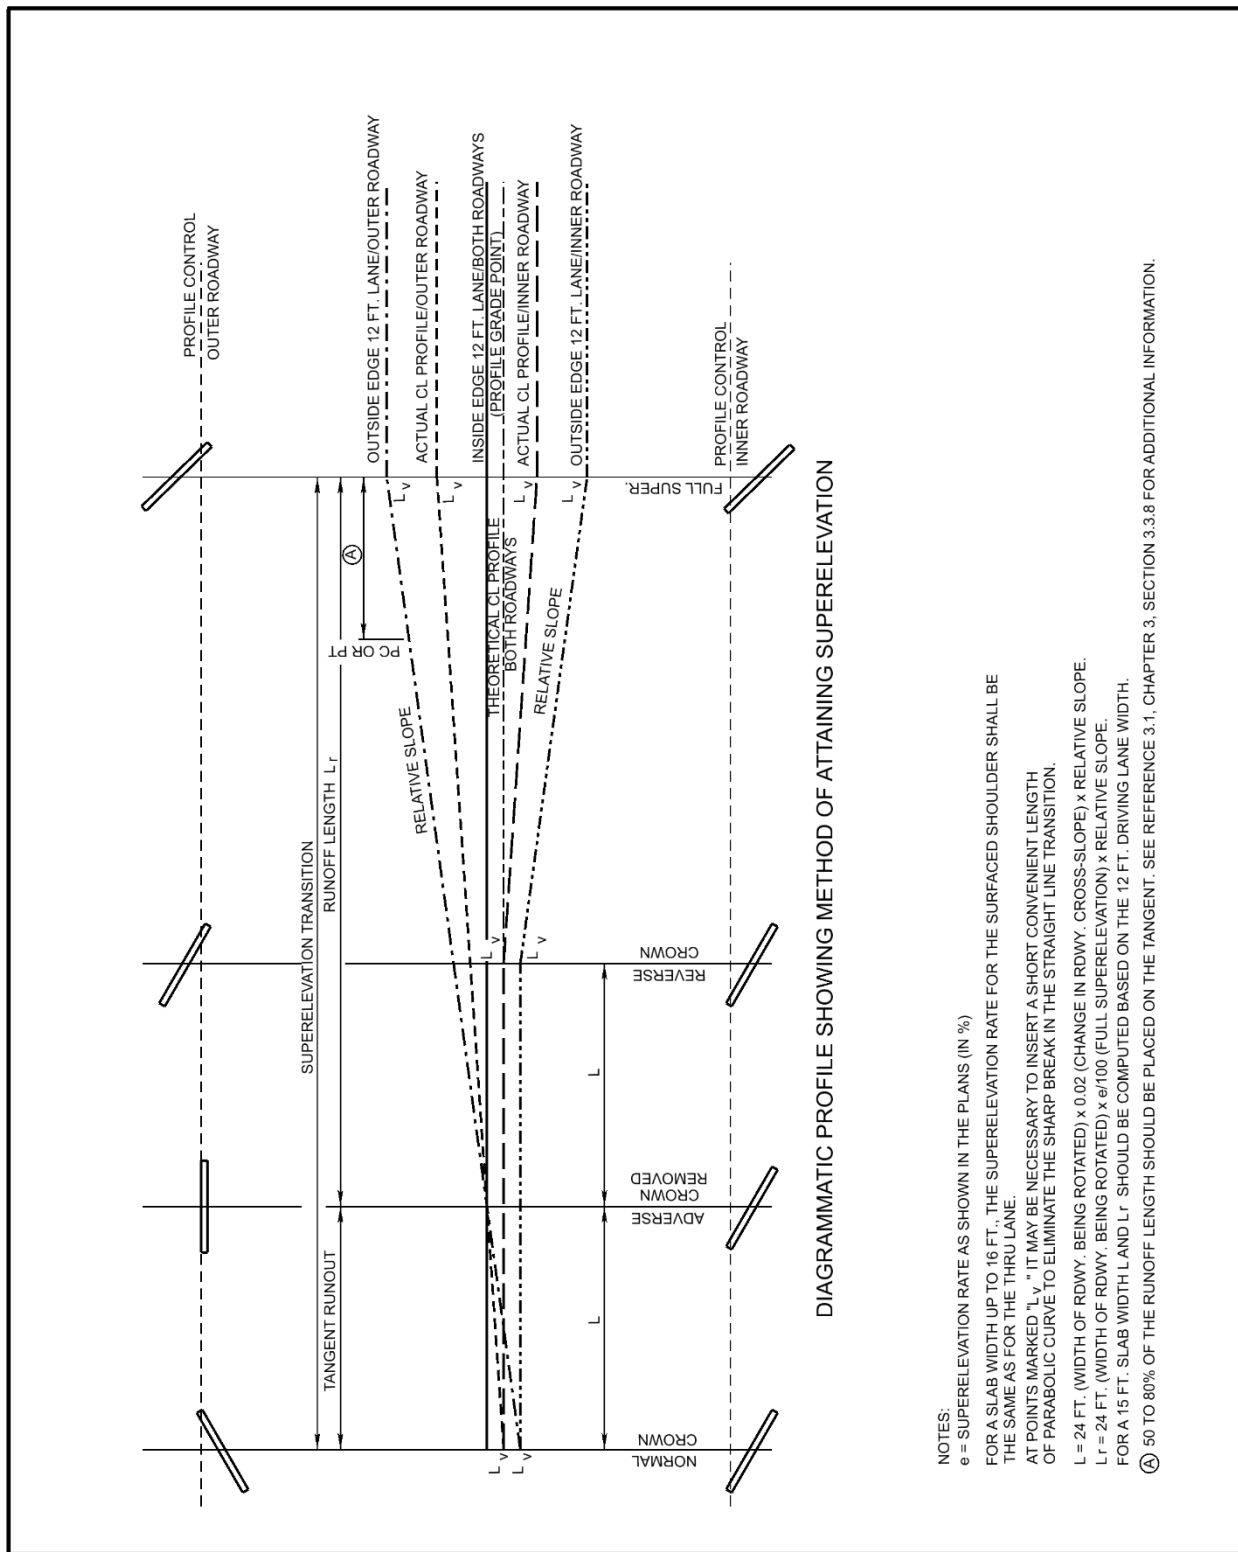 PROFILE CONTROL
OUTER ROADWAY
SUPERELEVATION TRANSITION
RUNOFF LENGTH Lr
TANGENT RUNOUT
A
PC OR PT
OUTSIDE EDGE 12 FT. LANE/OUTER ROADWAY
ACTUAL CL PROFILE/OUTER ROADWAY
INSIDE EDGE 12 FT. LANE/BOTH ROADWAYS
(PROFILE GRADE POINT)
ACTUAL CL PROFILE/INNER ROADWAY
OUTSIDE EDGE 12 FT. LANE/INNER ROADWAY
RELATIVE SLOPE
THEORETICAL CL PROFILE
BOTH ROADWAYS
RELATIVE SLOPE
Lv
Lv
Lv
Lv
Lv
Lv
Lv
Lv
L
L
NORMAL
CROWN
ADVERSE
CROWN
REMOVED
REVERSE
CROWN
FULL SUPER.
PROFILE CONTROL
INNER ROADWAY
DIAGRAMMATIC PROFILE SHOWING METHOD OF ATTAINING SUPERELEVATION
NOTES:
e = SUPERELEVATION RATE AS SHOWN IN THE PLANS (IN %)
FOR A SLAB WIDTH UP TO 16 FT., THE SUPERELEVATION RATE FOR THE SURFACED SHOULDER SHALL BE
THE SAME AS FOR THE THRU LANE.
AT POINTS MARKED "Lv " IT MAY BE NECESSARY TO INSERT A SHORT CONVENIENT LENGTH
OF PARABOLIC CURVE TO ELIMINATE THE SHARP BREAK IN THE STRAIGHT LINE TRANSITION.
L = 24 FT. (WIDTH OF RDWY. BEING ROTATED) x 0.02 (CHANGE IN RDWY. CROSS-SLOPE) x RELATIVE SLOPE.
Lr = 24 FT. (WIDTH OF RDWY. BEING ROTATED) x e/100 (FULL SUPERELEVATION) x RELATIVE SLOPE.
FOR A 15 FT. SLAB WIDTH L AND Lr SHOULD BE COMPUTED BASED ON THE 12 FT. DRIVING LANE WIDTH.
A 50 TO 80% OF THE RUNOFF LENGTH SHOULD BE PLACED ON THE TANGENT. SEE REFERENCE 3.1, CHAPTER 3, SECTION 3.3.8 FOR ADDITIONAL INFORMATION.